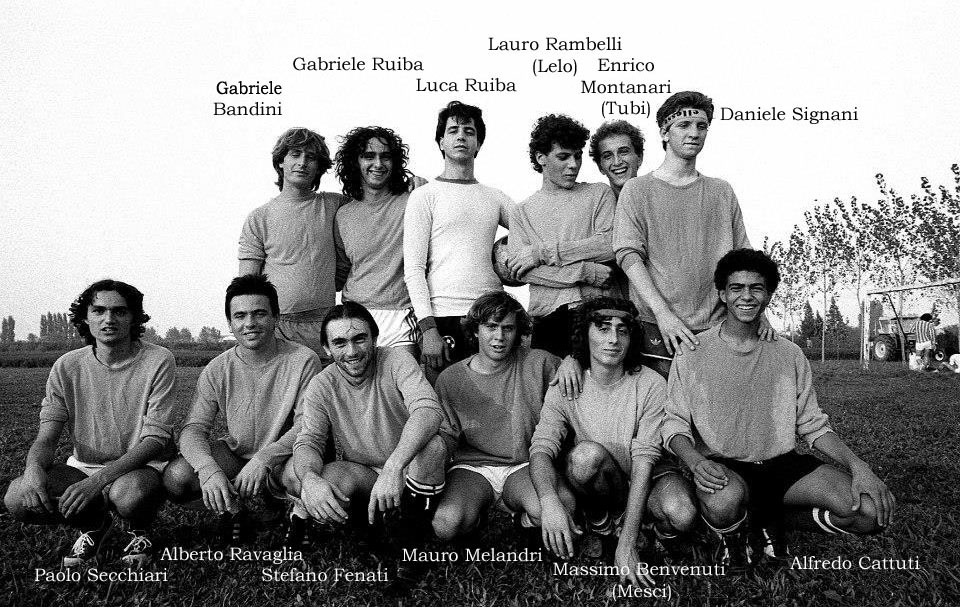 Lauro Rambelli
(Lelo)
Gabriele Ruiba
Enrico
Montanari
(Tubi)
Luca Ruiba
Gabriele
Bandini
Daniele Signani
Alberto Ravaglia
Mauro Melandri
Paolo Secchiari
Stefano Fenati
Massimo Benvenuti
(Mesci)
Alfredo Cattuti